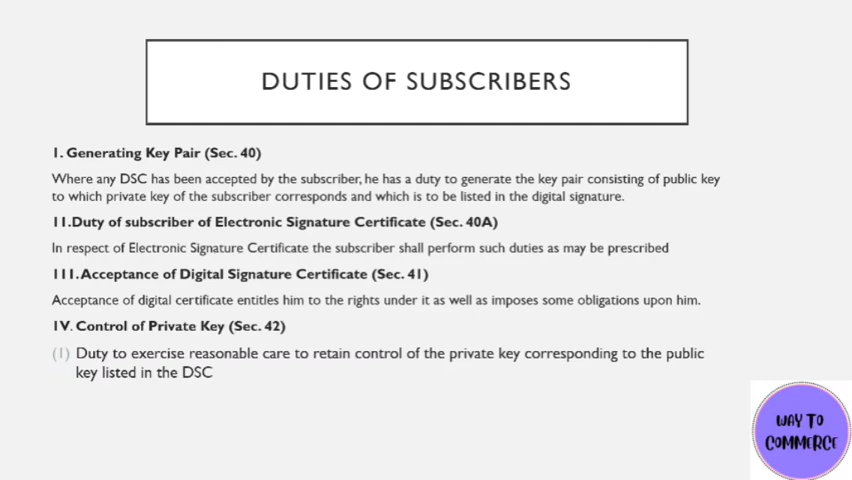 DUTIES OF SUBSCRIBERS
1. Generating Key Pair (Sec. 40)
Where any DSC has been accepted by the subscriber, he has a duty to generate the key pair consisting of public key
to which private key of the subscriber corresponds and which is to be listed in the digital signature.
11.Duty of subscriber of Electronic Signature Certificate (Sec. 40A)
In respect of Electronic Signature Certificate the subscriber shall perform such duties as may be prescribed
111.Acceptance of Digital Signature Certificate (Sec. 41)
Acceptance of digital certificate entitles him to the rights under it as well as imposes some obligations upon him.
1V. Control of Private Key (Sec. 42)
(1) Duty to exercise reasonable care to retain control of the private key corresponding to the public
key listed in the DSC
WAY TO
COMMERCE